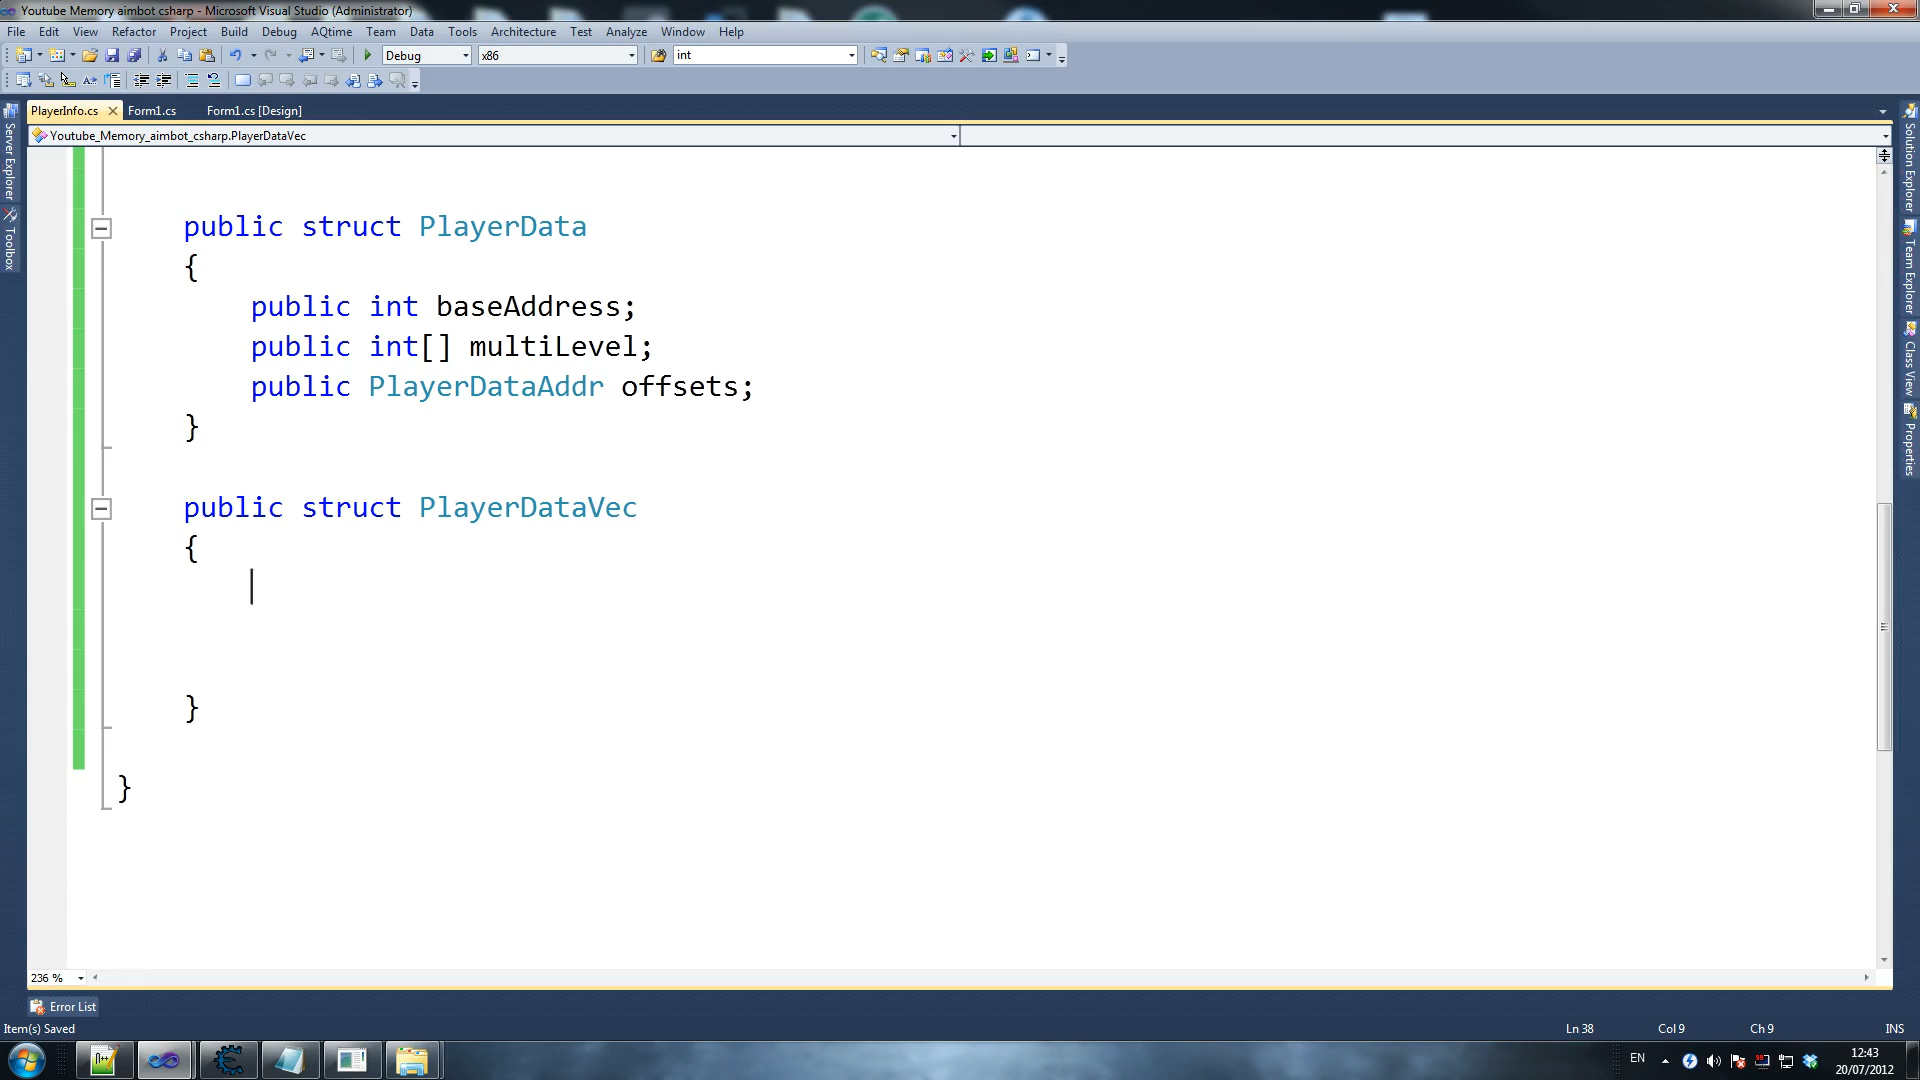 Youtube Memory aimbot csharp - Microsoft Visual Studio (Administrator)
File Edit View Refactor Project Build Debug AQtime Team Data Tools Architecture Test Analyze Window Help
Debug x86 int
PlayerInfo.cs Form1.cs Form1.cs [Design]
Youtube_Memory_aimbot_csharp.PlayerDataVec
Server Explorer
Toolbox
public struct PlayerData
{
public int baseAddress;
public int[] multiLevel;
public PlayerDataAddr offsets;
}
public struct PlayerDataVec
{
}
}
Solution Explorer
Team Explorer
Class View
Properties
236 %
Error List
Item(s) Saved Ln 38 Col 9 Ch 9 INS
EN 12:43
20/07/2012